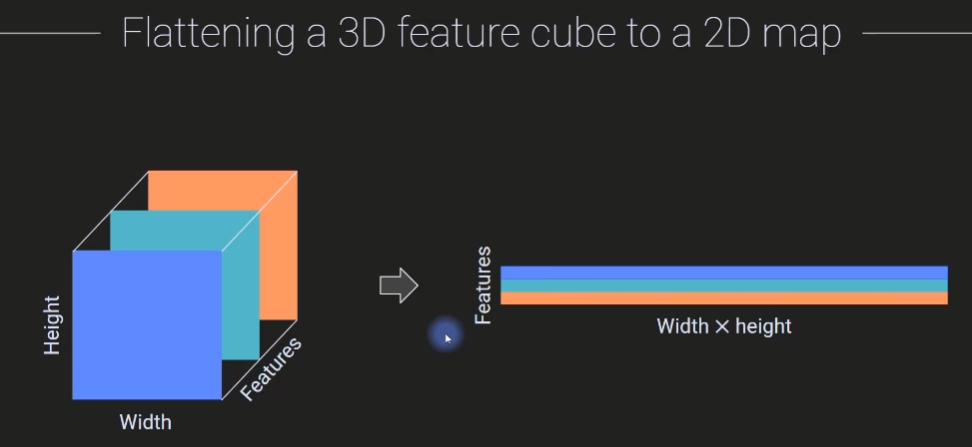 Flattening a 3D feature cube to a 2D map
Height
Width
Features
Features
Width × height